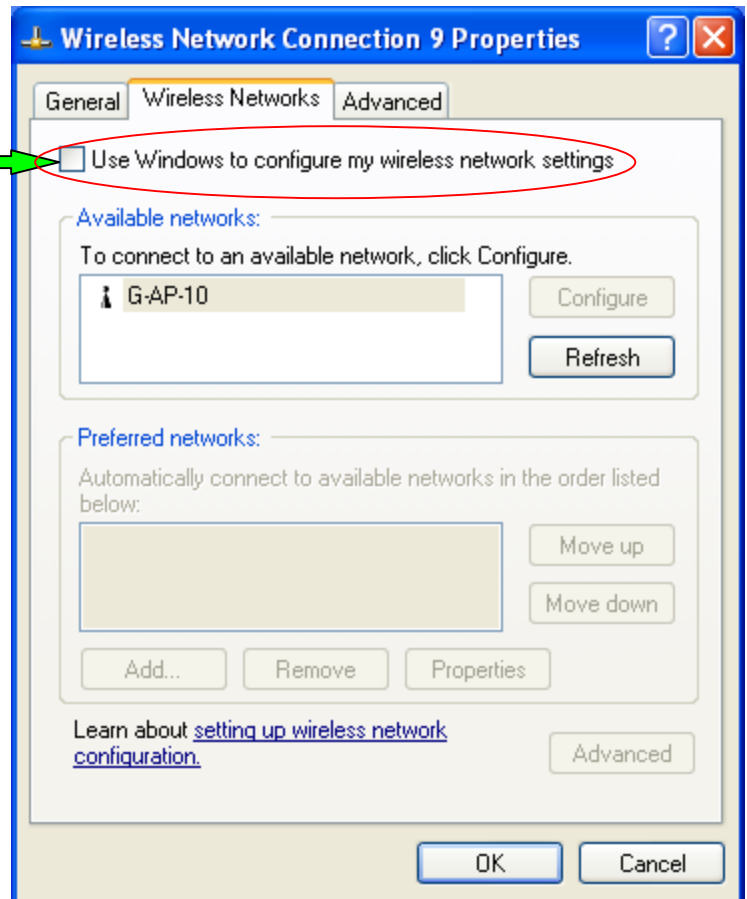 Wireless Network Connection 9 Properties
General Wireless Networks Advanced
Use Windows to configure my wireless network settings
Available networks:
To connect to an available network, click Configure.
G-AP-10
Configure
Refresh
Preferred networks:
Automatically connect to available networks in the order listed
below:
Move up
Move down
Add... Remove Properties
Learn about setting up wireless network
configuration.
Advanced
OK Cancel